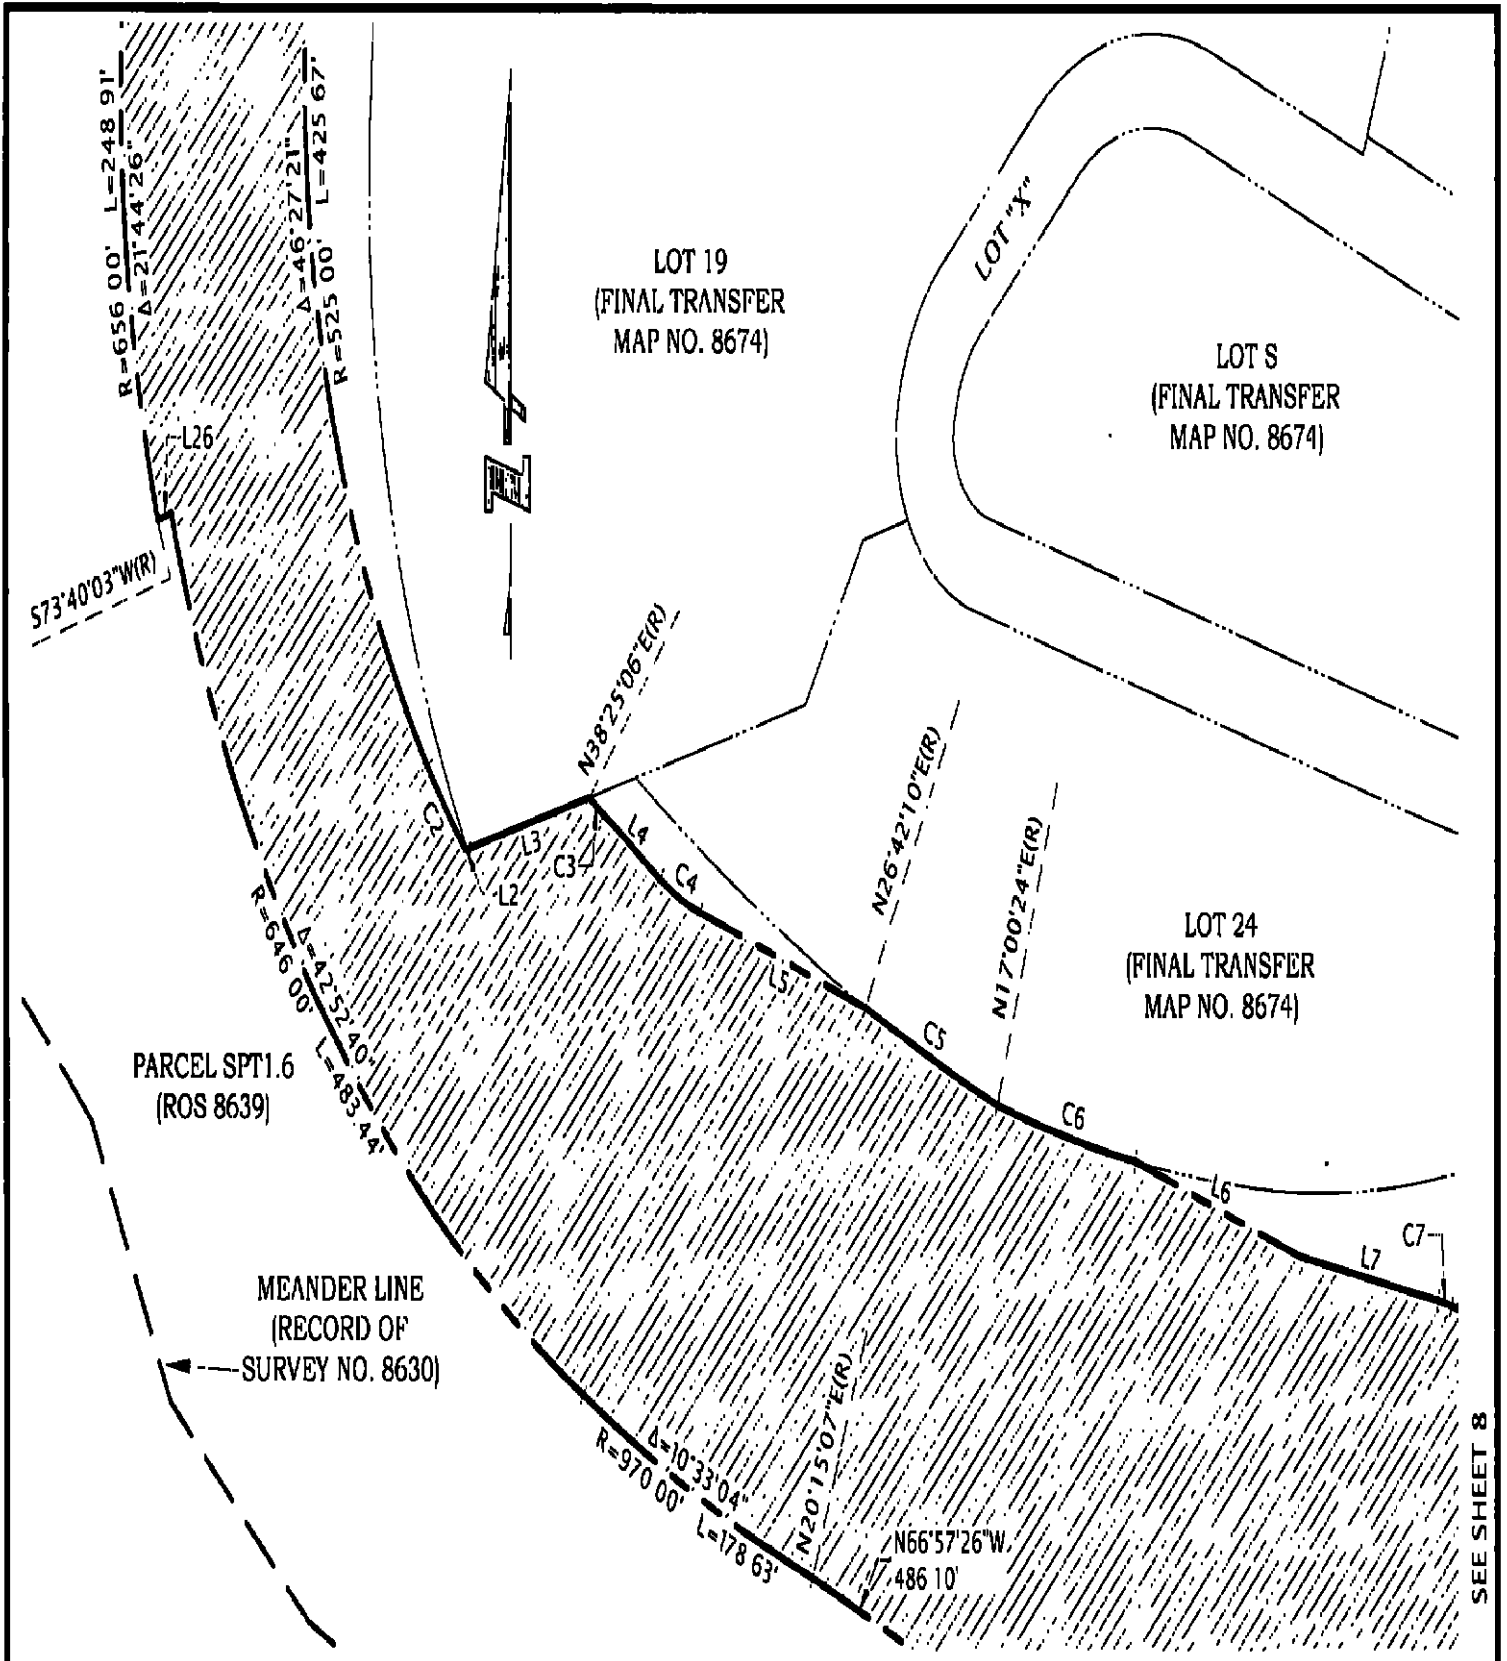 R=656 00' L=248 91'
Δ=21°44'26"
Δ=46°27'21"
R=525 00' L=425 67'
LOT 19
(FINAL TRANSFER
MAP NO. 8674)
LOT "X"
LOT S
(FINAL TRANSFER
MAP NO. 8674)
L26
S73°40'03"W(R)
N38°25'06"E(R)
N26°42'10"E(R)
N17°00'24"E(R)
C2
L3
L2
C3
L4
C4
L5
C5
C6
L6
L7
C7
LOT 24
(FINAL TRANSFER
MAP NO. 8674)
Δ=42°52'40"
R=646 00' L=483 44'
PARCEL SPT1.6
(ROS 8639)
MEANDER LINE
(RECORD OF
SURVEY NO. 8630)
Δ=10°33'04"
R=970 00' L=178 63'
N20°15'07"E(R)
N66°57'26"W
486 10'
SEE SHEET 8